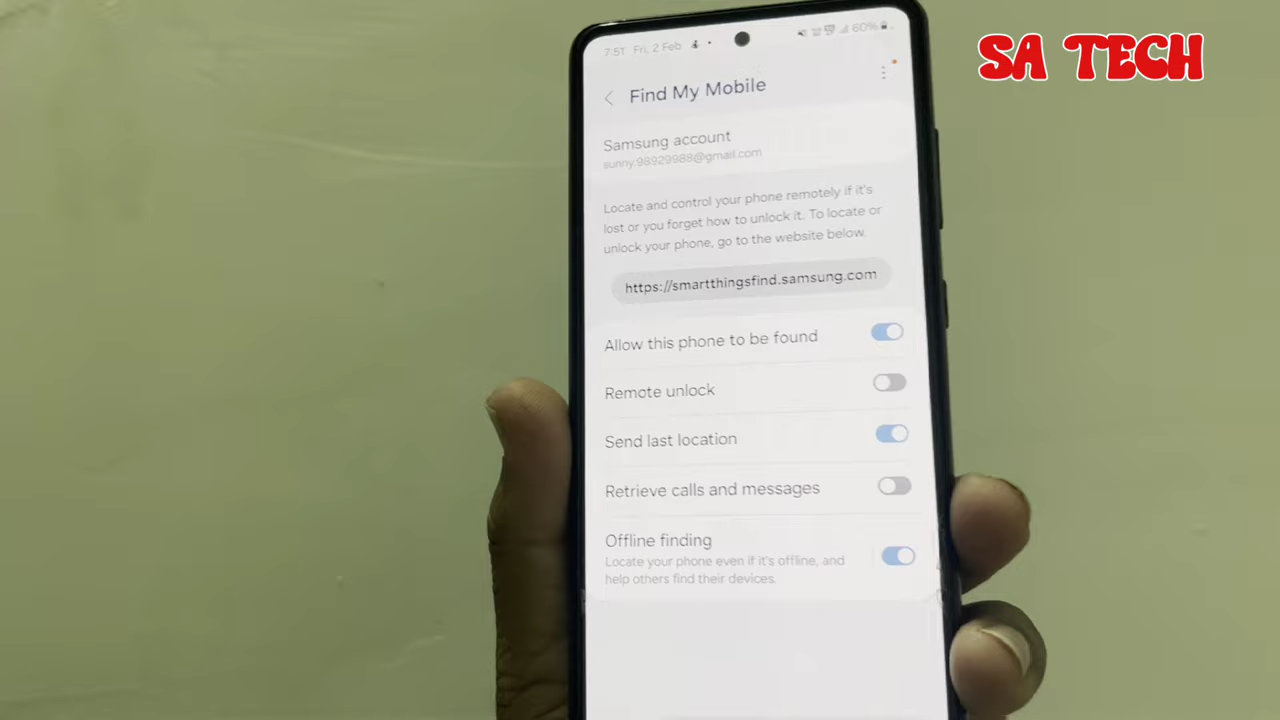 SA TECH
7:51 Fri, 2 Feb
60%
Find My Mobile
Samsung account
sunny.98929988@gmail.com
Locate and control your phone remotely if it's
lost or you forget how to unlock it. To locate or
unlock your phone, go to the website below.
https://smartthingsfind.samsung.com
Allow this phone to be found
Remote unlock
Send last location
Retrieve calls and messages
Offline finding
Locate your phone even if it's offline, and
help others find their devices.